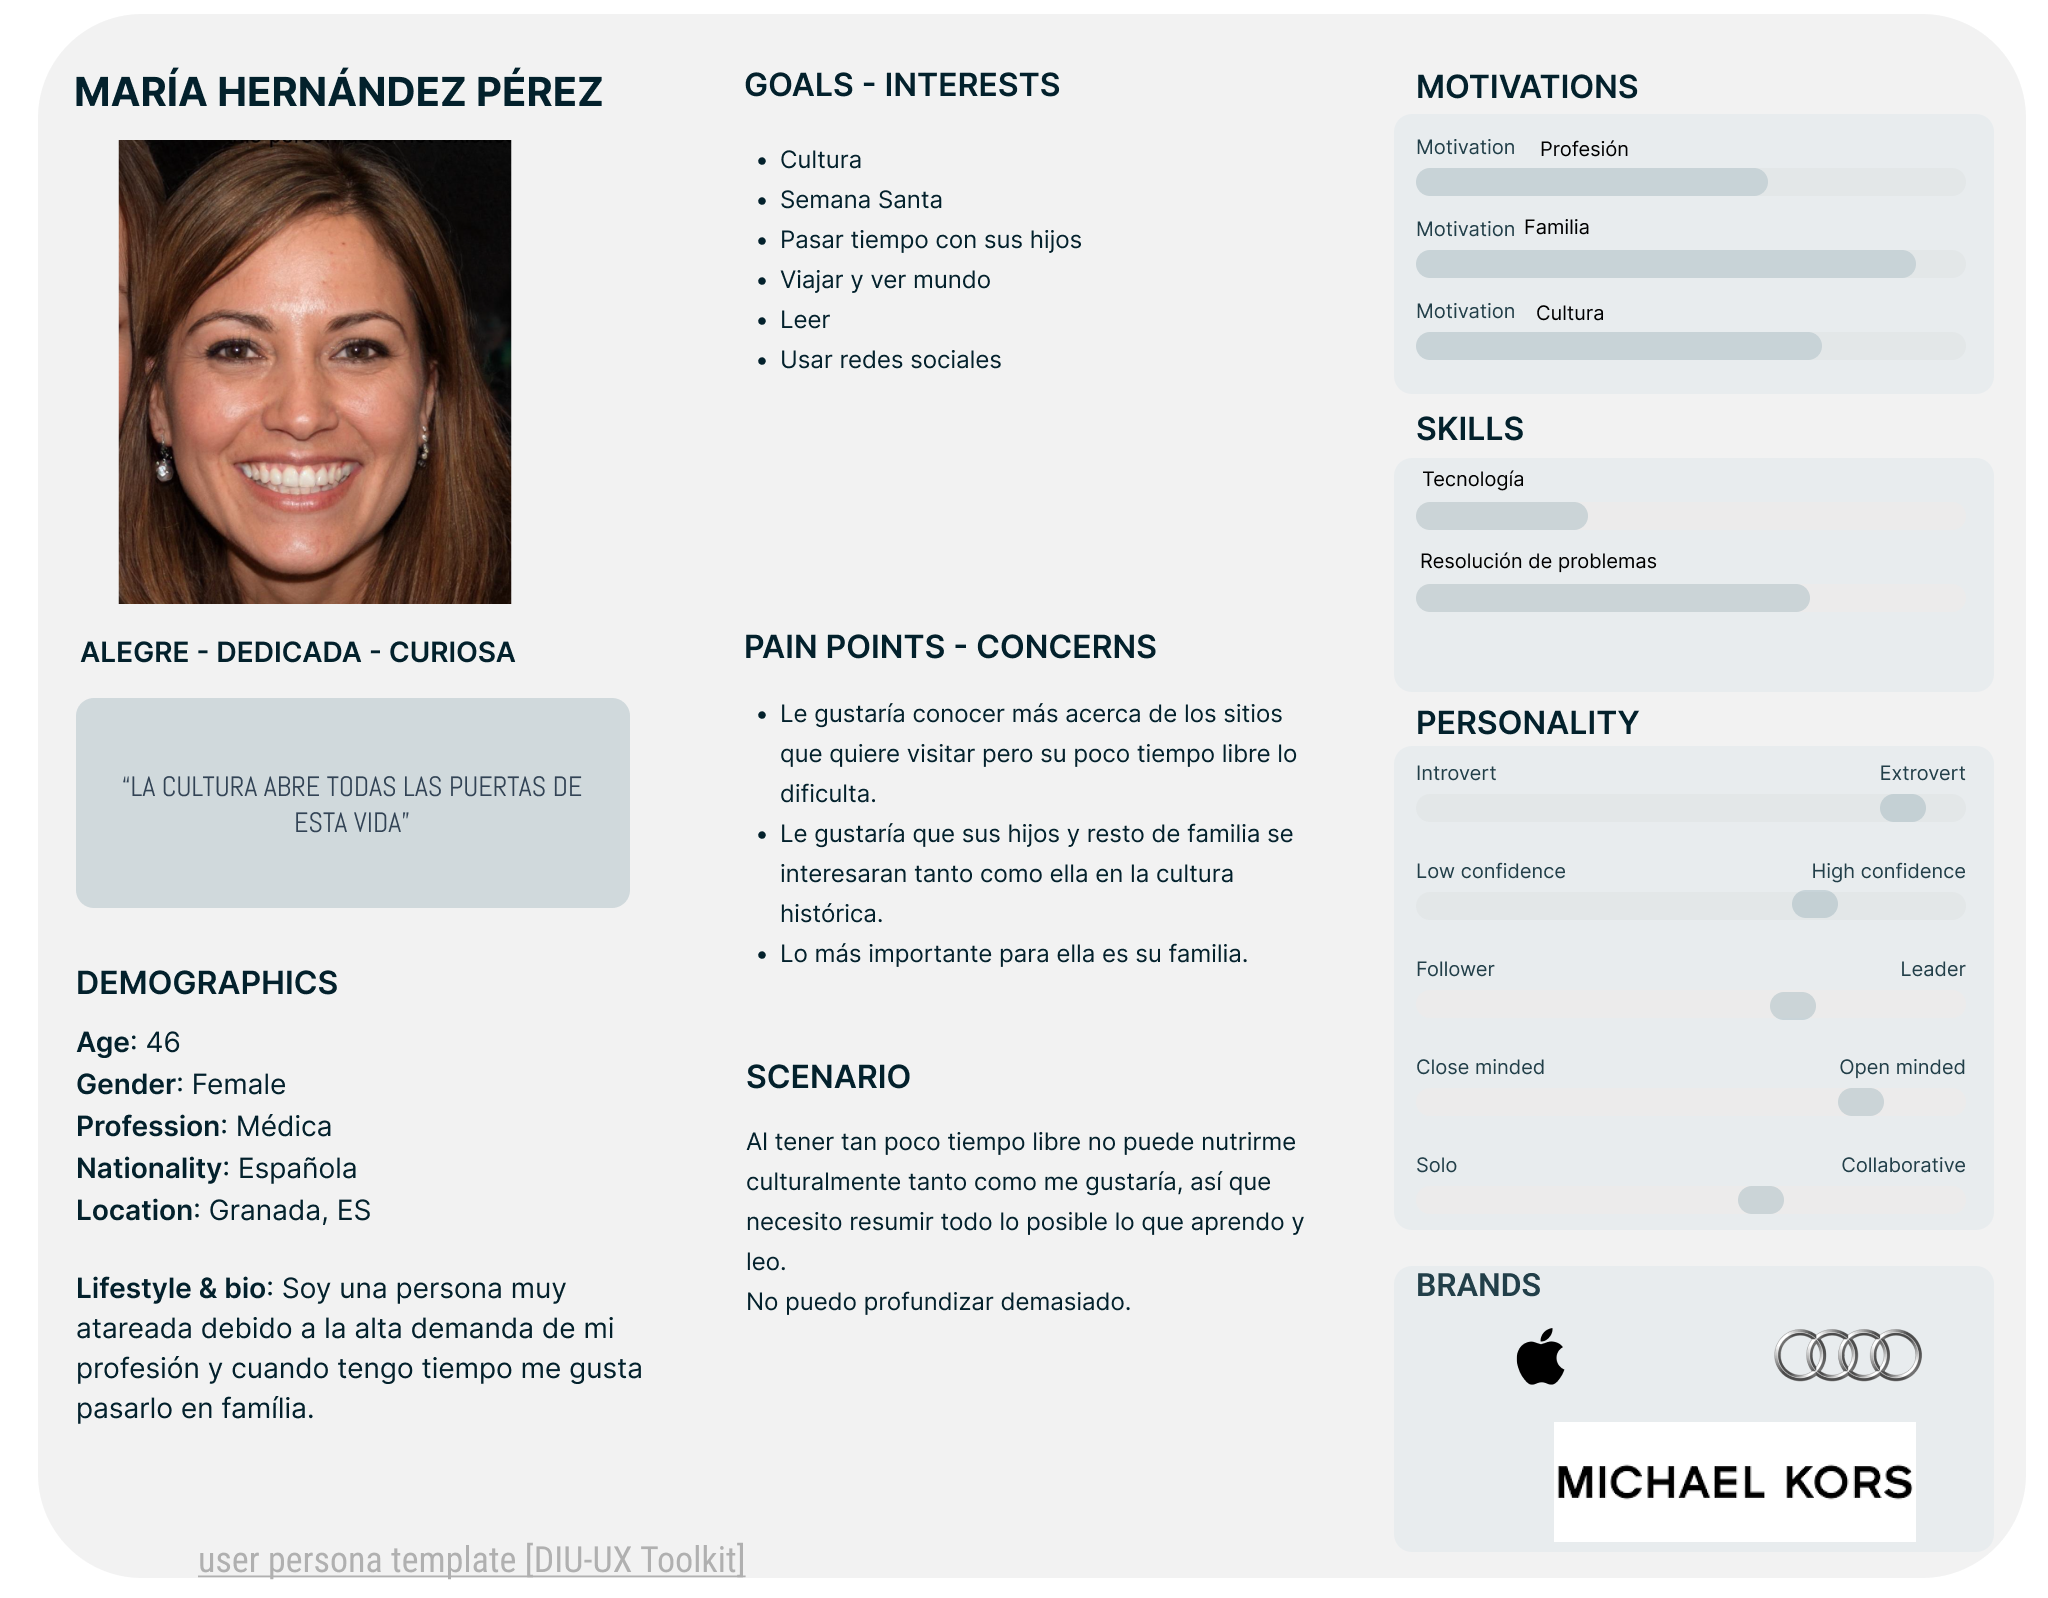 MARÍA HERNÁNDEZ PÉREZ
ALEGRE - DEDICADA - CURIOSA
“LA CULTURA ABRE TODAS LAS PUERTAS DE
ESTA VIDA”
DEMOGRAPHICS
Age: 46
Gender: Female
Profession: Médica
Nationality: Española
Location: Granada, ES
Lifestyle & bio: Soy una persona muy
atareada debido a la alta demanda de mi
profesión y cuando tengo tiempo me gusta
pasarlo en família.
GOALS - INTERESTS
• Cultura
• Semana Santa
• Pasar tiempo con sus hijos
• Viajar y ver mundo
• Leer
• Usar redes sociales
PAIN POINTS - CONCERNS
• Le gustaría conocer más acerca de los sitios
que quiere visitar pero su poco tiempo libre lo
dificulta.
• Le gustaría que sus hijos y resto de familia se
interesaran tanto como ella en la cultura
histórica.
• Lo más importante para ella es su familia.
SCENARIO
Al tener tan poco tiempo libre no puede nutrirme
culturalmente tanto como me gustaría, así que
necesito resumir todo lo posible lo que aprendo y
leo.
No puedo profundizar demasiado.
MOTIVATIONS
Motivation Profesión
Motivation Familia
Motivation Cultura
SKILLS
Tecnología
Resolución de problemas
PERSONALITY
Introvert Extrovert
Low confidence High confidence
Follower Leader
Close minded Open minded
Solo Collaborative
BRANDS
MICHAEL KORS
user persona template [DIU-UX Toolkit]